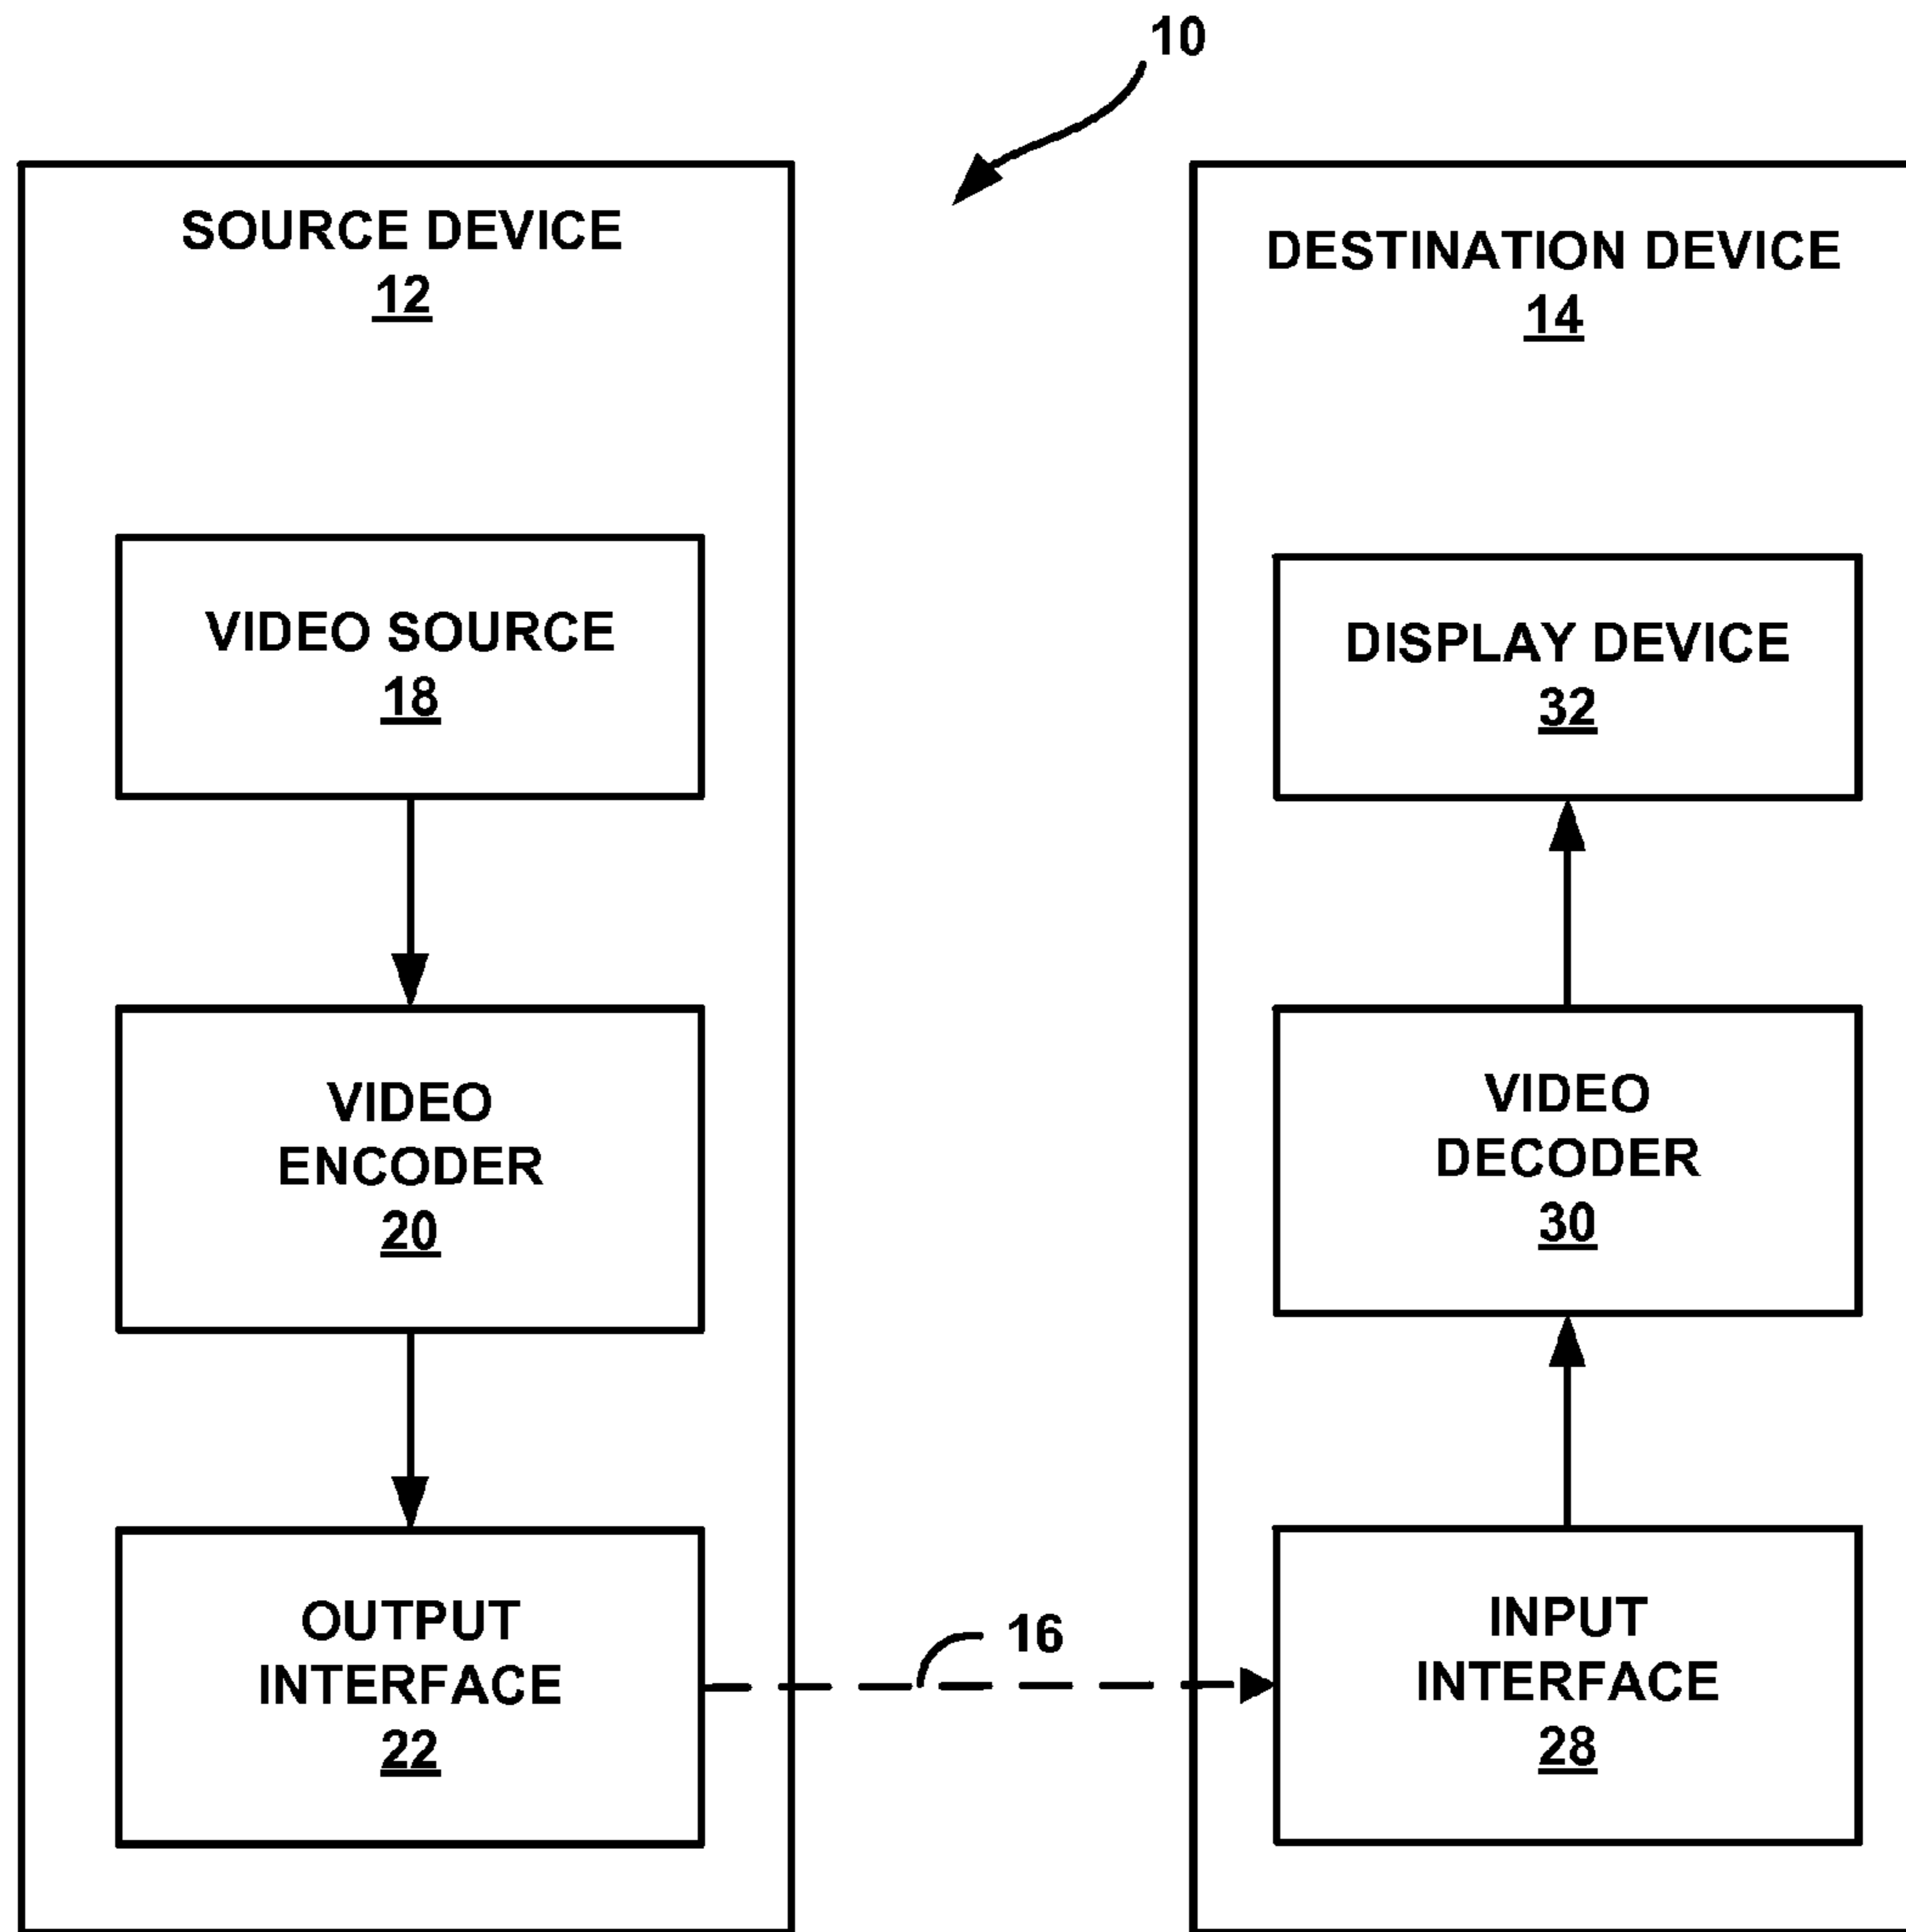 10
SOURCE DEVICE
12
VIDEO SOURCE
18
VIDEO
ENCODER
20
OUTPUT
INTERFACE
22
16
DESTINATION DEVICE
14
DISPLAY DEVICE
32
VIDEO
DECODER
30
INPUT
INTERFACE
28